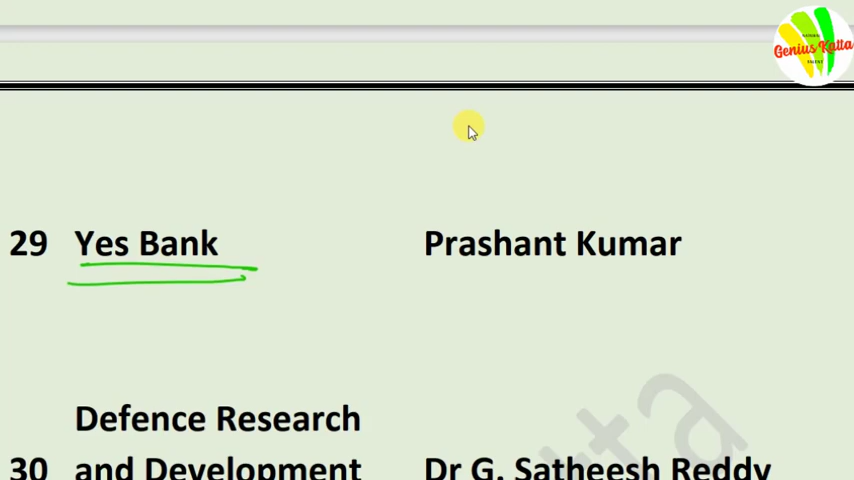 Genius Katta
29 Yes Bank Prashant Kumar
Defence Research
30 and Development Dr G. Satheesh Reddy